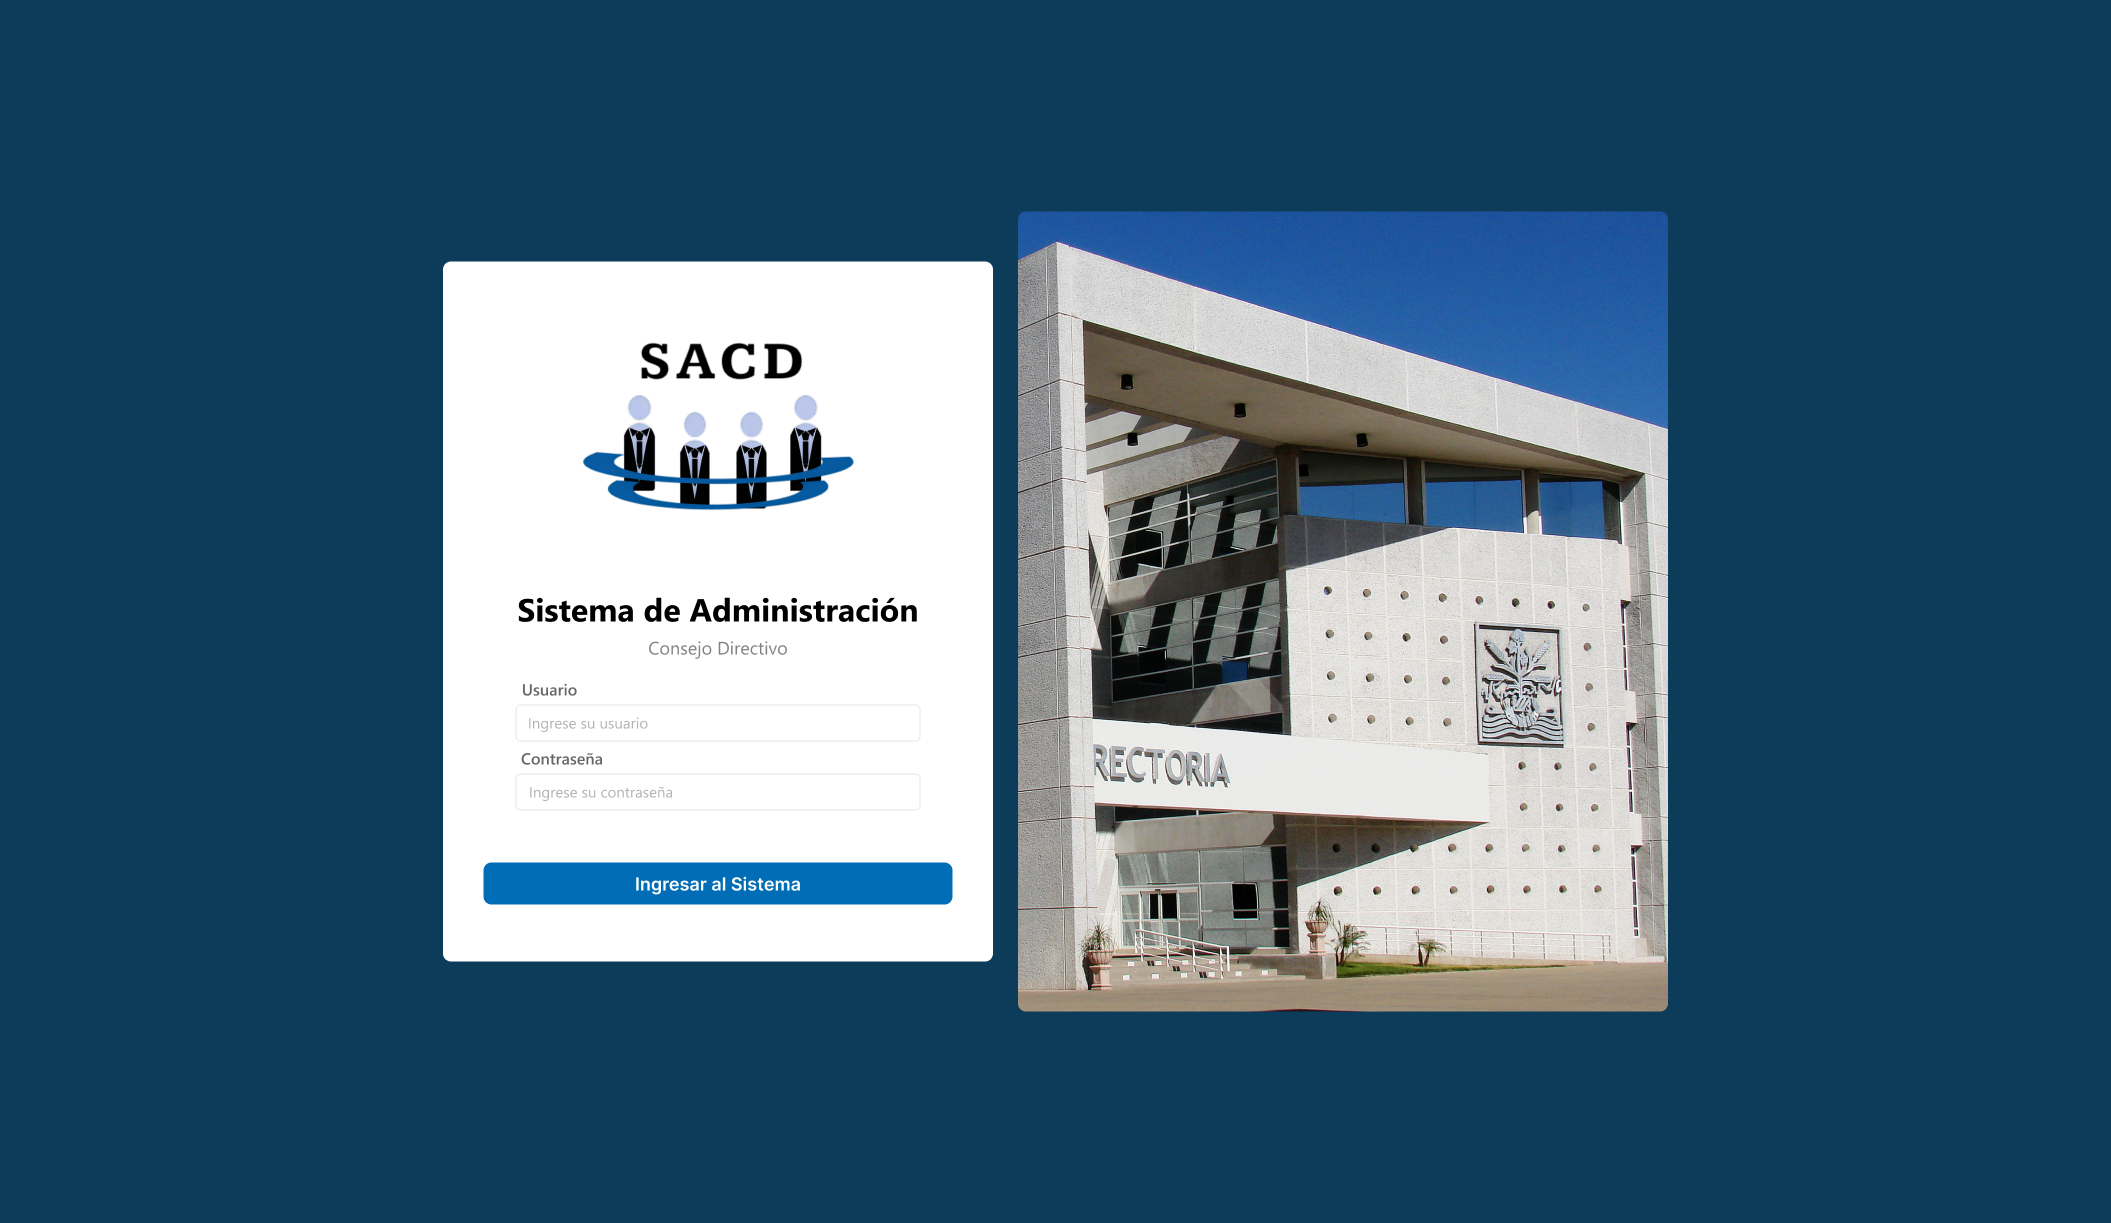 SACD
Sistema de Administración
Consejo Directivo
Usuario
Ingrese su usuario
Contraseña
Ingrese su contraseña
Ingresar al Sistema
RECTORIA